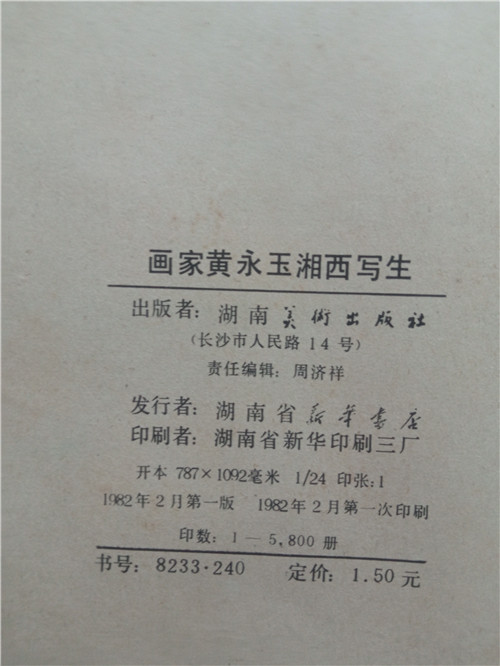 画家黄永玉湘西写生
出版者：湖南美術出版社
（长沙市人民路14号）
责任编辑：周济祥
发行者：湖南省新华书店
印刷者：湖南省新华印刷三厂
开本 787×1092毫米 1/24 印张：1
1982年2月第一版 1982年2月第一次印刷
印数：1—5,800册
书号：8233·240 定价：1.50元